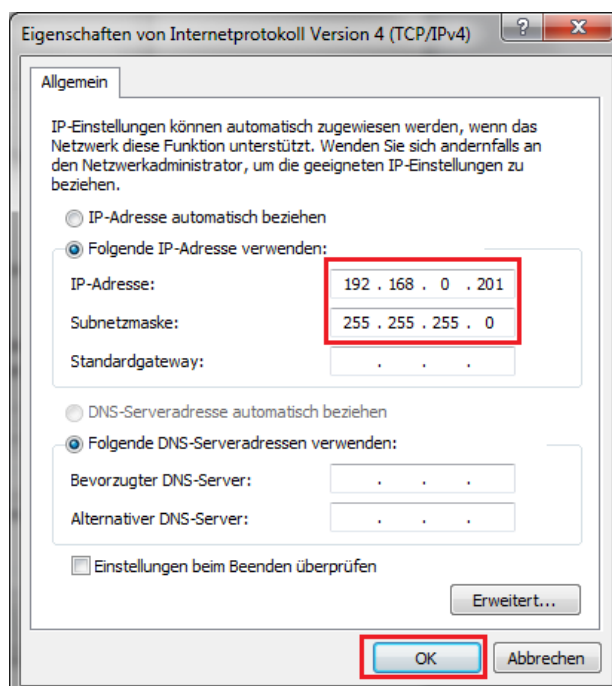 Eigenschaften von Internetprotokoll Version 4 (TCP/IPv4)
?
X
Allgemein
IP-Einstellungen können automatisch zugewiesen werden, wenn das
Netzwerk diese Funktion unterstützt. Wenden Sie sich andernfalls an
den Netzwerkadministrator, um die geeigneten IP-Einstellungen zu
beziehen.
IP-Adresse automatisch beziehen
Folgende IP-Adresse verwenden:
IP-Adresse: 192 . 168 . 0 . 201
Subnetzmaske: 255 . 255 . 255 . 0
Standardgateway: . . .
DNS-Serveradresse automatisch beziehen
Folgende DNS-Serveradressen verwenden:
Bevorzugter DNS-Server: . . .
Alternativer DNS-Server: . . .
Einstellungen beim Beenden überprüfen
Erweitert...
OK Abbrechen